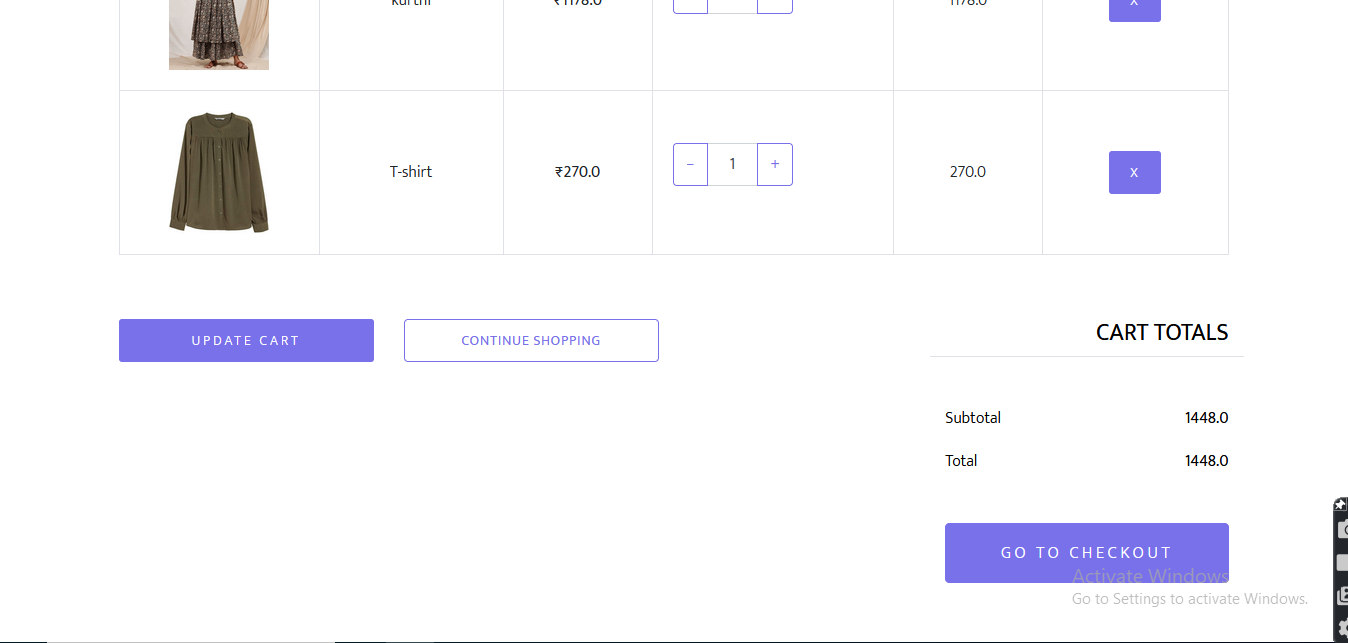 kurthi
₹1178.0
1178.0
X
T-shirt
₹270.0
– 1 +
270.0
X
UPDATE CART
CONTINUE SHOPPING
CART TOTALS
Subtotal 1448.0
Total 1448.0
GO TO CHECKOUT
Activate Windows
Go to Settings to activate Windows.